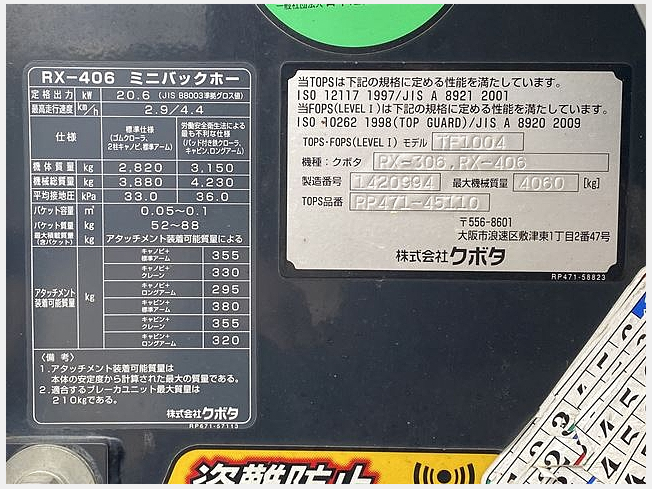 RX-406 ミニバックホー
定格出力 kW 20.6 (JIS B8003準拠グロス値)
最高走行速度 km/h 2.9/4.4
仕様 標準仕様 (ゴムクローラ、2柱キャノピ、標準アーム) 労働安全衛生法による最も不利な仕様 (パッド付き鉄クローラ、キャビン、ロングアーム)
機体質量 kg 2,820 3,150
機械総質量 kg 3,880 4,230
平均接地圧 kPa 33.0 36.0
バケット容量 m³ 0.05~0.1
バケット質量 kg 52~88
最大積載質量 (含バケット) アタッチメント装着可能質量による
アタッチメント装着可能質量 kg
キャノピ+標準アーム 355
キャノピ+クレーン 330
キャノピ+ロングアーム 295
キャビン+標準アーム 380
キャビン+クレーン 355
キャビン+ロングアーム 320
〈備考〉
1.アタッチメント装着可能質量は
本体の安定度から計算された最大の質量である。
2.適合するブレーカユニット最大質量は
210kgである。
株式会社クボタ
RP671-57113
当TOPSは下記の規格に定める性能を満たしています。
ISO 12117 1997/JIS A 8921 2001
当FOPS(LEVEL I)は下記の規格に定める性能を満たしています。
ISO 10262 1998(TOP GUARD)/JIS A 8920 2009
TOPS・FOPS(LEVEL I) モデル TF1004
機種: クボタ RX-306,RX-406
製造番号 1420994 最大機械質量 4060 [kg]
TOPS品番 RP471-45110
〒556-8601
大阪市浪速区敷津東1丁目2番47号
株式会社クボタ
RP471-58823
盗難防止